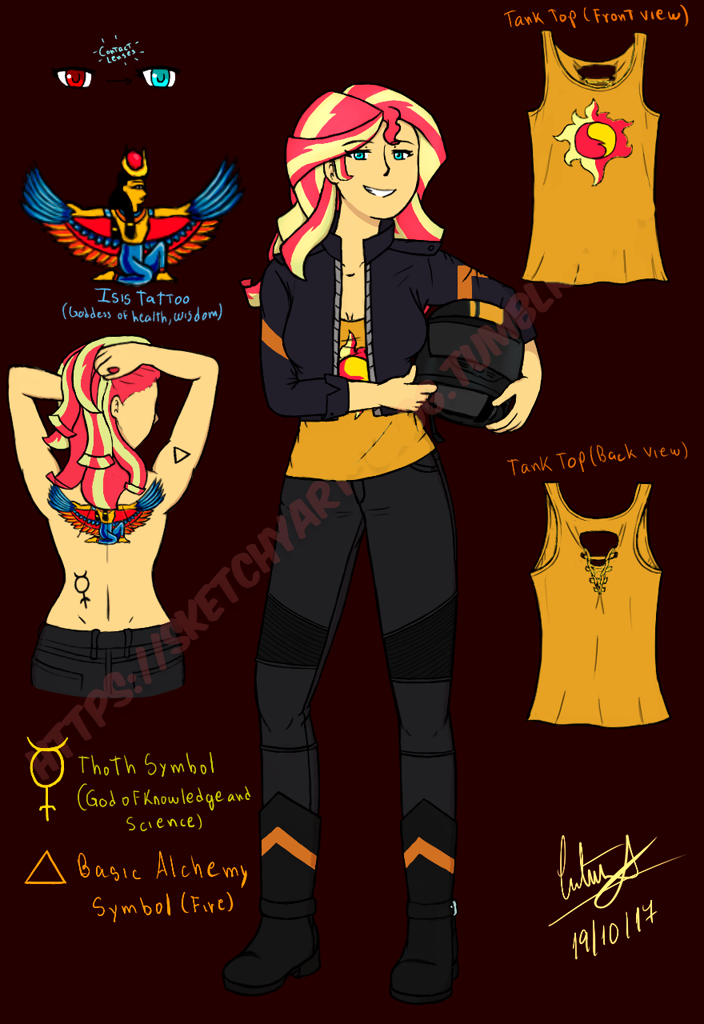 Tank Top (Front view)
Contact
Lenses
Isis Tattoo
(Goddess of health, wisdom)
Tank Top (Back view)
Thoth Symbol
(God of Knowledge and
Science)
Basic Alchemy
Symbol (Fire)
19/10/17